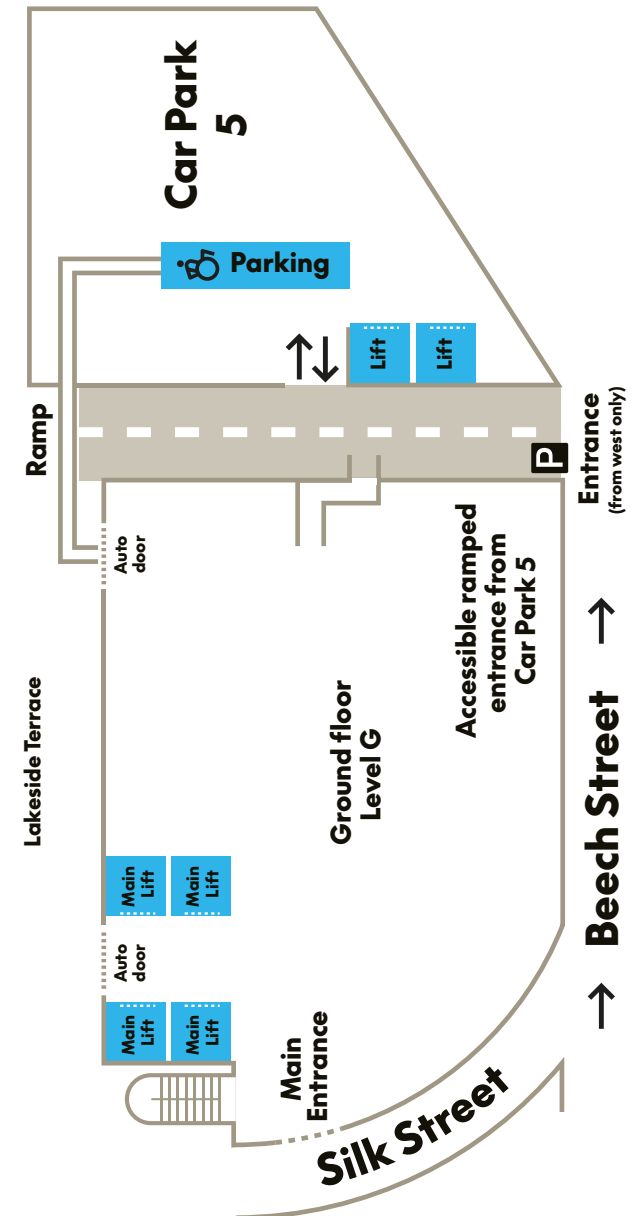 Lakeside Terrace
Ramp
Main
Lift
Auto
door
Main
Lift
Auto
door
Main
Lift
Main
Lift
Car Park
5
Parking
Main
Entrance
Ground floor
Level G
Lift
Lift
Silk Street
Accessible ramped
entrance from
Car Park 5
P
Beech Street
Entrance
(from west only)